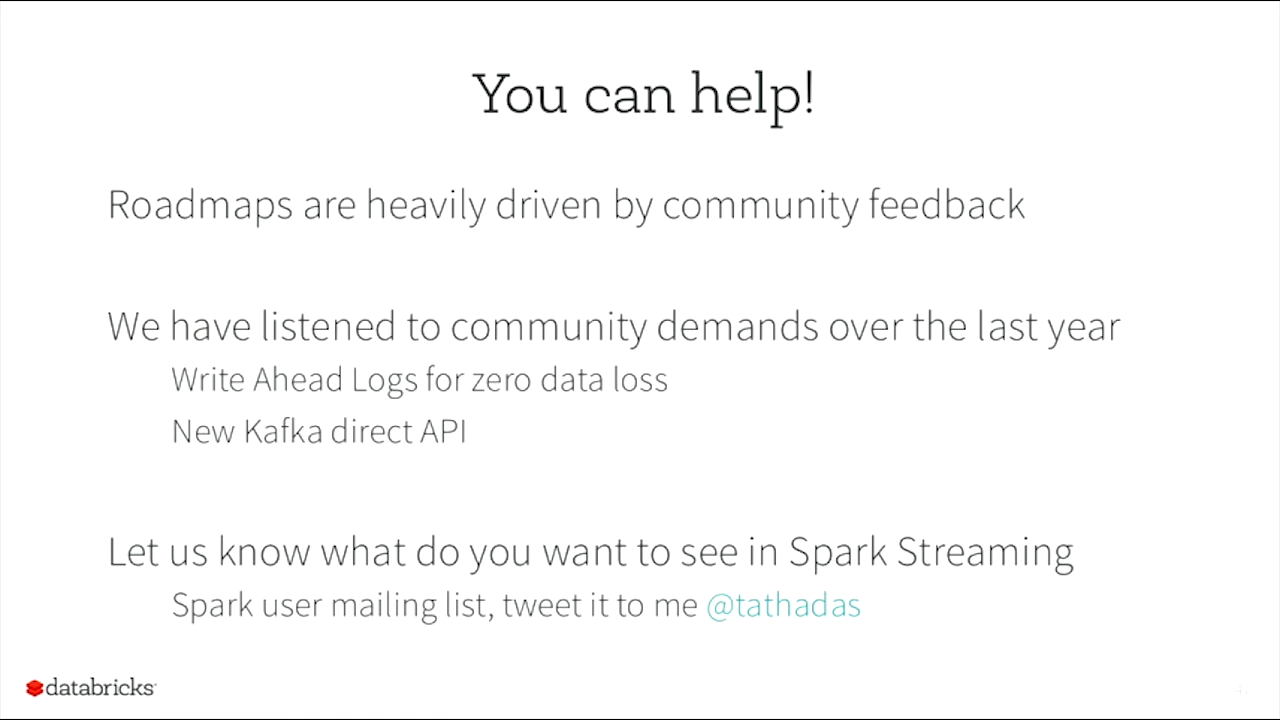 You can help!
Roadmaps are heavily driven by community feedback
We have listened to community demands over the last year
Write Ahead Logs for zero data loss
New Kafka direct API
Let us know what do you want to see in Spark Streaming
Spark user mailing list, tweet it to me @tathadas
databricks